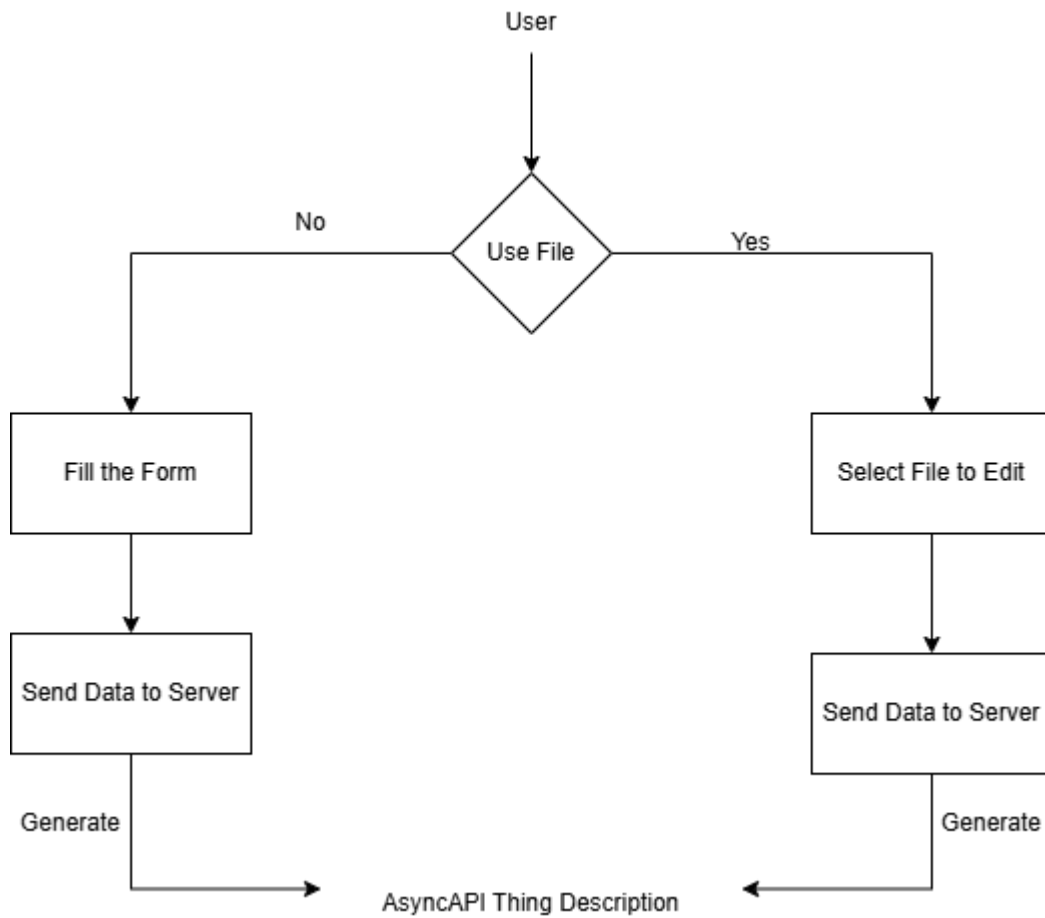 User
No
Use File
Yes
Fill the Form
Select File to Edit
Send Data to Server
Send Data to Server
Generate
Generate
AsyncAPI Thing Description